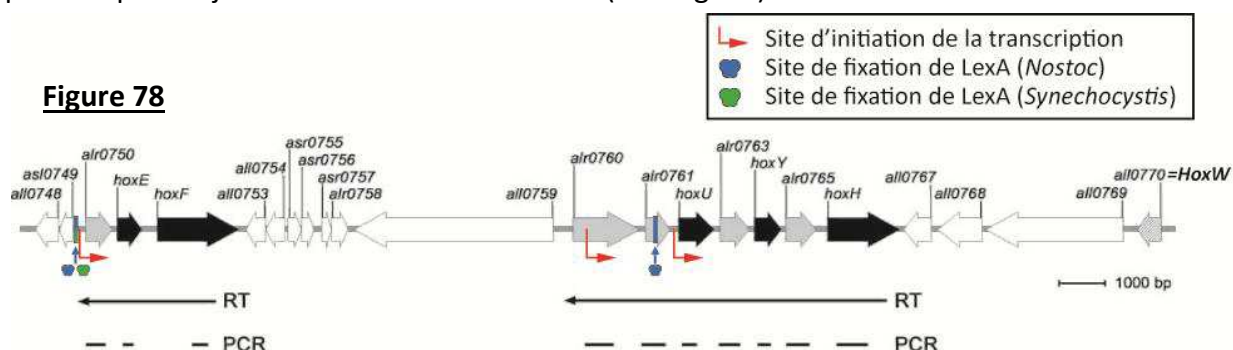 Site d'initiation de la transcription
Site de fixation de LexA (Nostoc)
Site de fixation de LexA (Synechocystis)
Figure 78
all0748
asl0749
alr0750
hoxE
hoxF
all0753
all0754
asr0755
asr0756
asr0757
alr0758
all0759
alr0760
alr0761
hoxU
alr0763
hoxY
alr0765
hoxH
all0767
all0768
all0769
all0770=HoxW
1000 bp
RT
RT
PCR
PCR